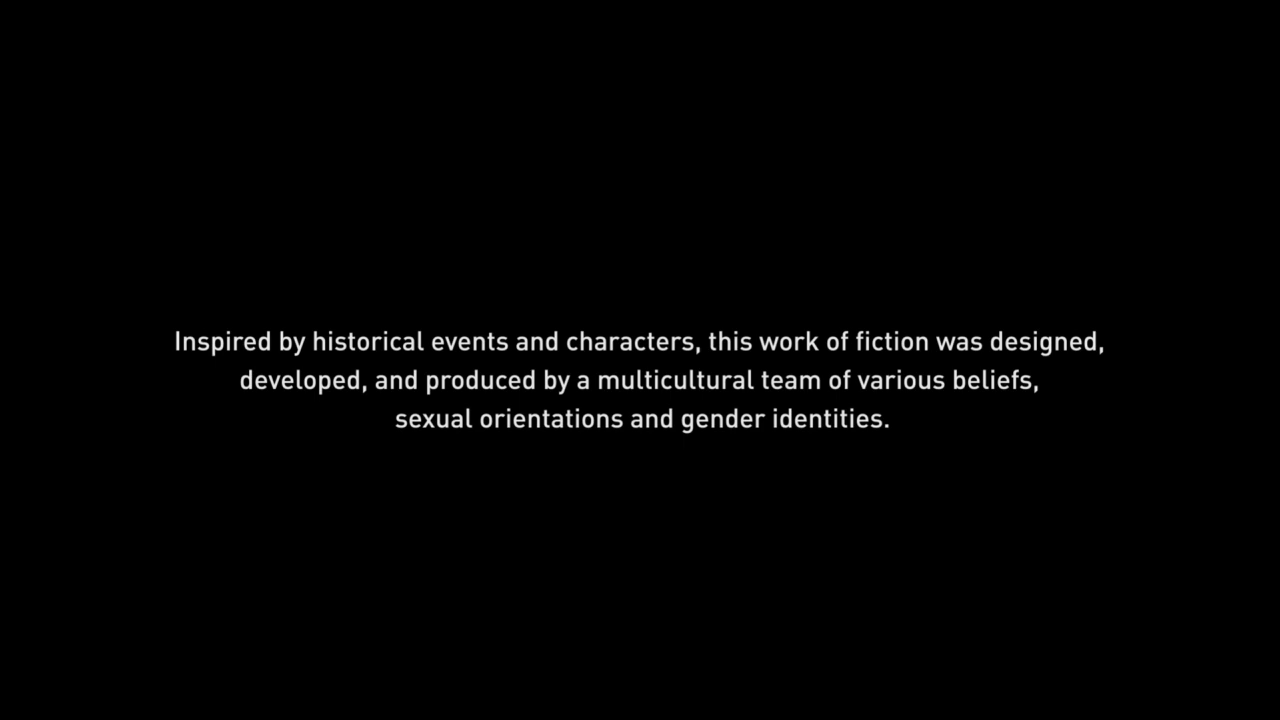 Inspired by historical events and characters, this work of fiction was designed,
developed, and produced by a multicultural team of various beliefs,
sexual orientations and gender identities.